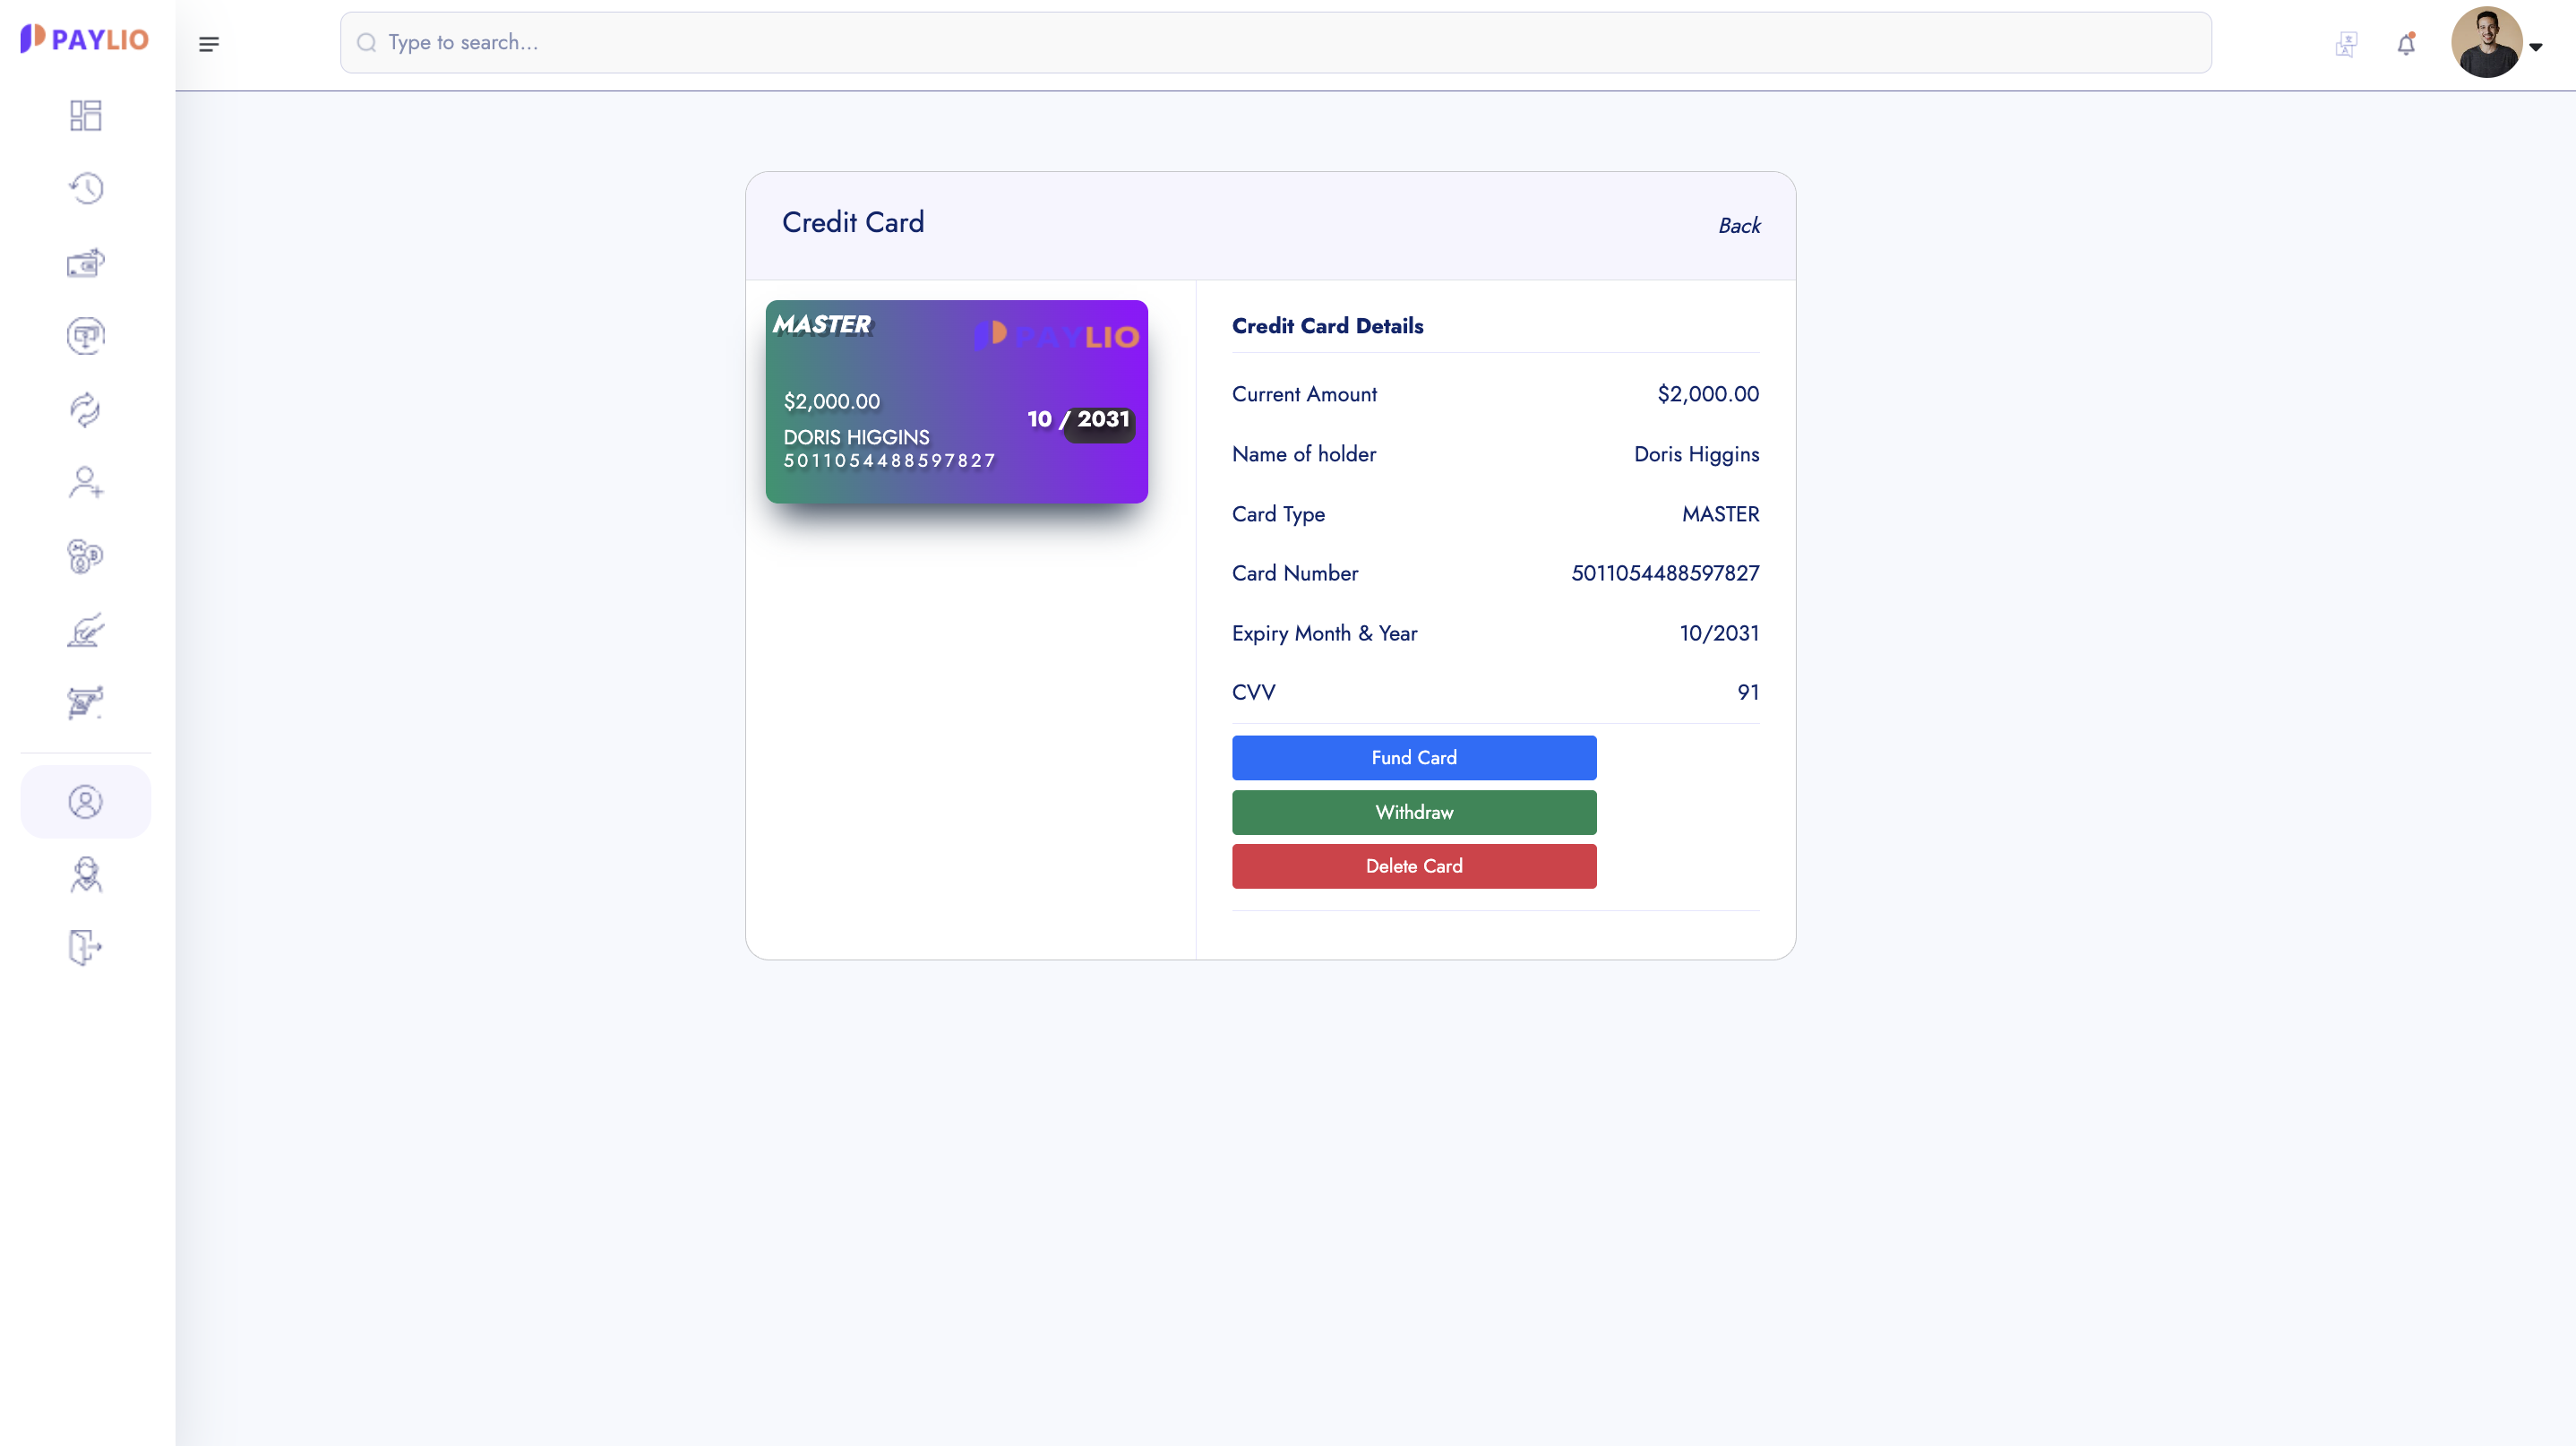 PAYLIO
Type to search...
Credit Card
Back
MASTER
PAYLIO
$2,000.00
10 / 2031
DORIS HIGGINS
5011054488597827
Credit Card Details
Current Amount $2,000.00
Name of holder Doris Higgins
Card Type MASTER
Card Number 5011054488597827
Expiry Month & Year 10/2031
CVV 91
Fund Card
Withdraw
Delete Card